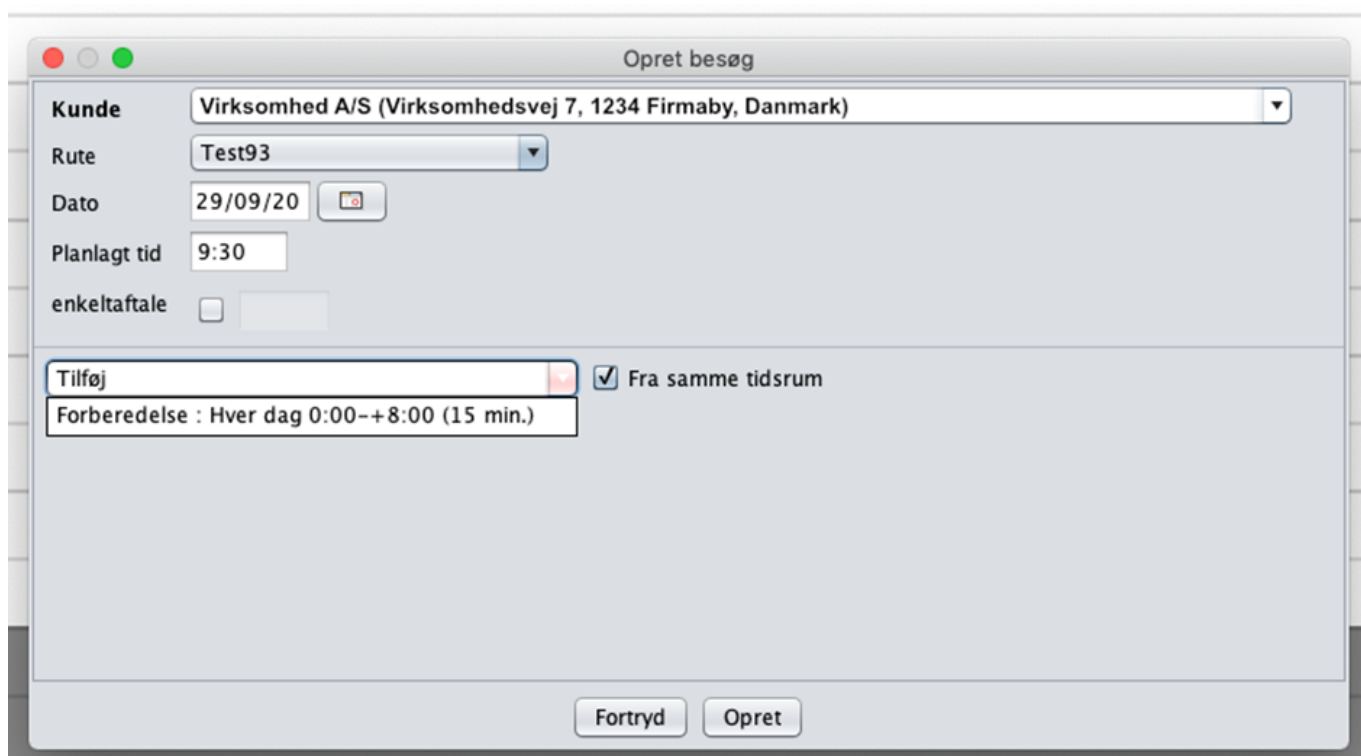 Opret besøg
Kunde Virksomhed A/S (Virksomhedsvej 7, 1234 Firmaby, Danmark)
Rute Test93
Dato 29/09/20
Planlagt tid 9:30
enkeltaftale
Tilføj Fra samme tidsrum
Forberedelse : Hver dag 0:00-+8:00 (15 min.)
Fortryd Opret